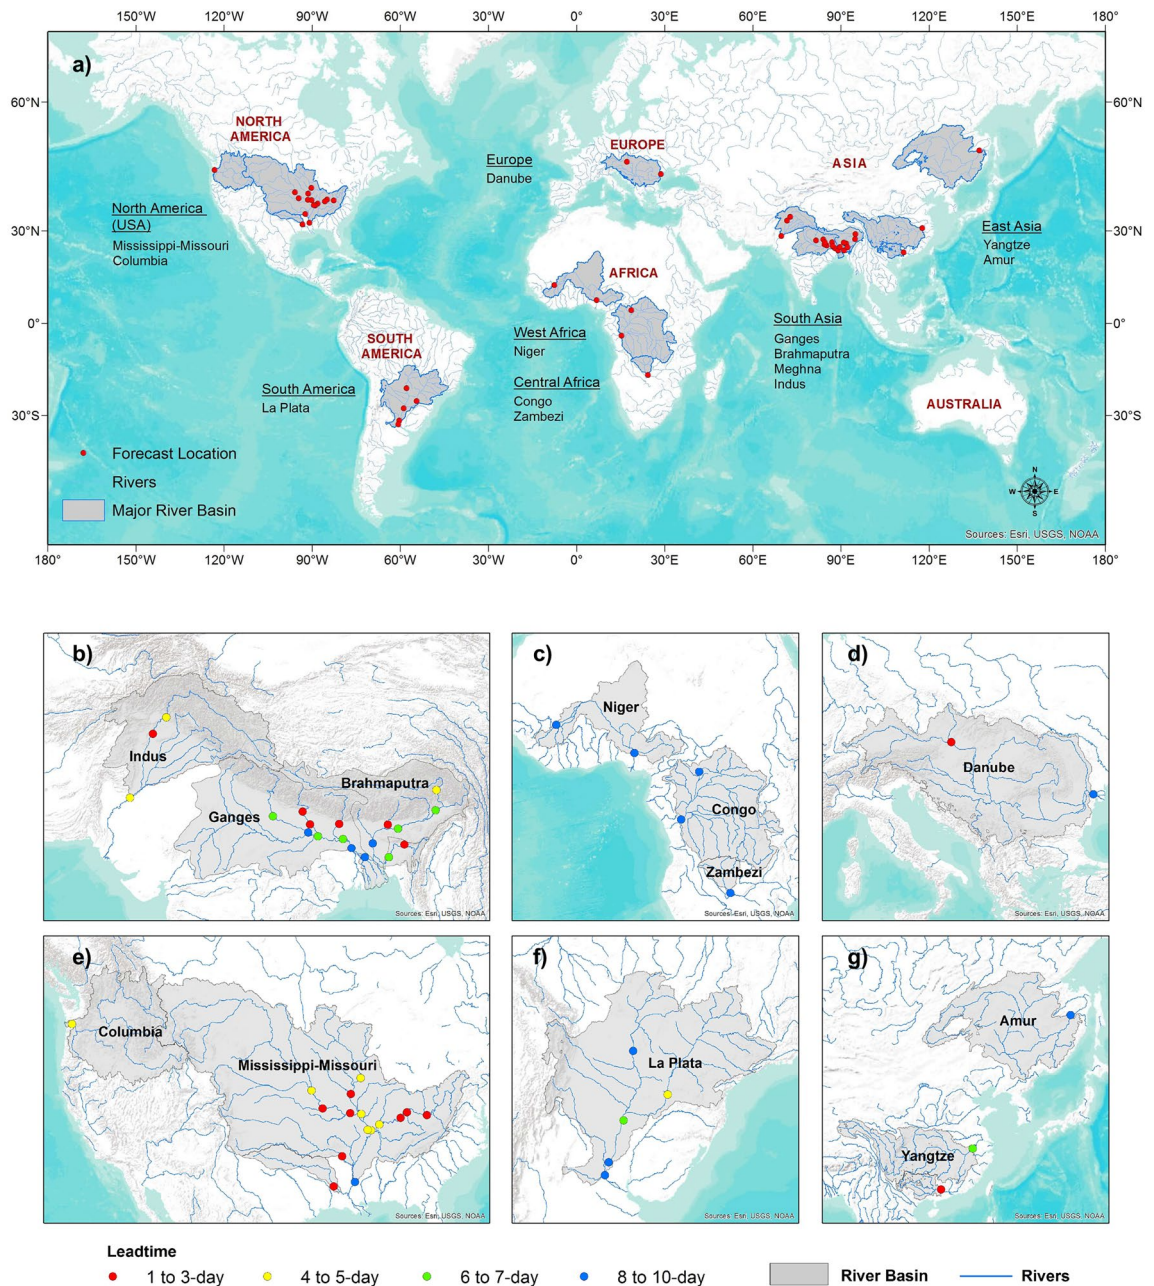 180° 150°W 120°W 90°W 60°W 30°W 0° 30°E 60°E 90°E 120°E 150°E 180°
a)
60°N 60°N
NORTH
AMERICA
EUROPE
ASIA
Europe
Danube
North America
(USA)
Mississippi-Missouri
Columbia
30°N 30°N
East Asia
Yangtze
Amur
AFRICA
0° 0°
South Asia
Ganges
Brahmaputra
Meghna
Indus
West Africa
Niger
SOUTH
AMERICA
Central Africa
Congo
Zambezi
South America
La Plata
AUSTRALIA
30°S 30°S
Forecast Location
Rivers
Major River Basin
N
W E
S
Sources: Esri, USGS, NOAA
180° 150°W 120°W 90°W 60°W 30°W 0° 30°E 60°E 90°E 120°E 150°E 180°
b)
Indus
Brahmaputra
Ganges
Sources: Esri, USGS, NOAA
c)
Niger
Congo
Zambezi
Sources: Esri, USGS, NOAA
d)
Danube
Sources: Esri, USGS, NOAA
e)
Columbia
Mississippi-Missouri
Sources: Esri, USGS, NOAA
f)
La Plata
Sources: Esri, USGS, NOAA
g)
Amur
Yangtze
Sources: Esri, USGS, NOAA
Leadtime
1 to 3-day 4 to 5-day 6 to 7-day 8 to 10-day River Basin Rivers